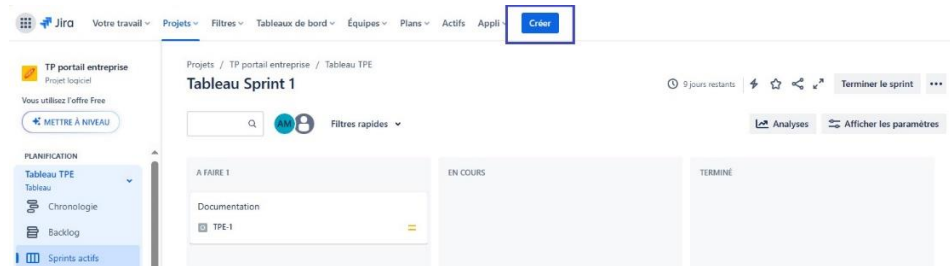 Jira Votre travail Projets Filtres Tableaux de bord Équipes Plans Actifs Appli Créer
TP portail entreprise
Projet logiciel
Vous utilisez l'offre Free
METTRE À NIVEAU
PLANIFICATION
Tableau TPE
Tableau
Chronologie
Backlog
Sprints actifs
Projets / TP portail entreprise / Tableau TPE
Tableau Sprint 1
9 jours restants Terminer le sprint
AM Filtres rapides
Analyses Afficher les paramètres
A FAIRE 1 EN COURS TERMINÉ
Documentation
TPE-1